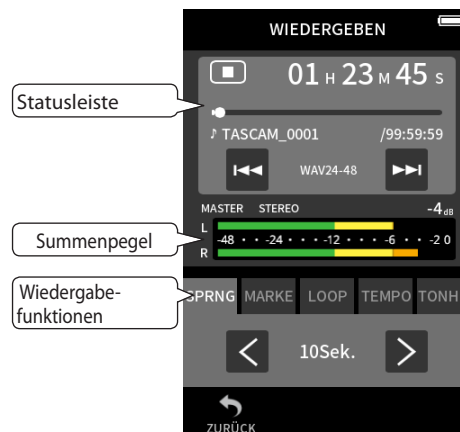 WIEDERGEBEN
01 H 23 M 45 S
Statusleiste
♪ TASCAM_0001 /99:59:59
WAV24-48
MASTER STEREO -4 dB
L
-48 · · -24 · · · -12 · · · -6 · · -2 0
R
Summenpegel
Wiedergabe-
funktionen
SPRNG MARKE LOOP TEMPO TONH
10Sek.
ZURÜCK